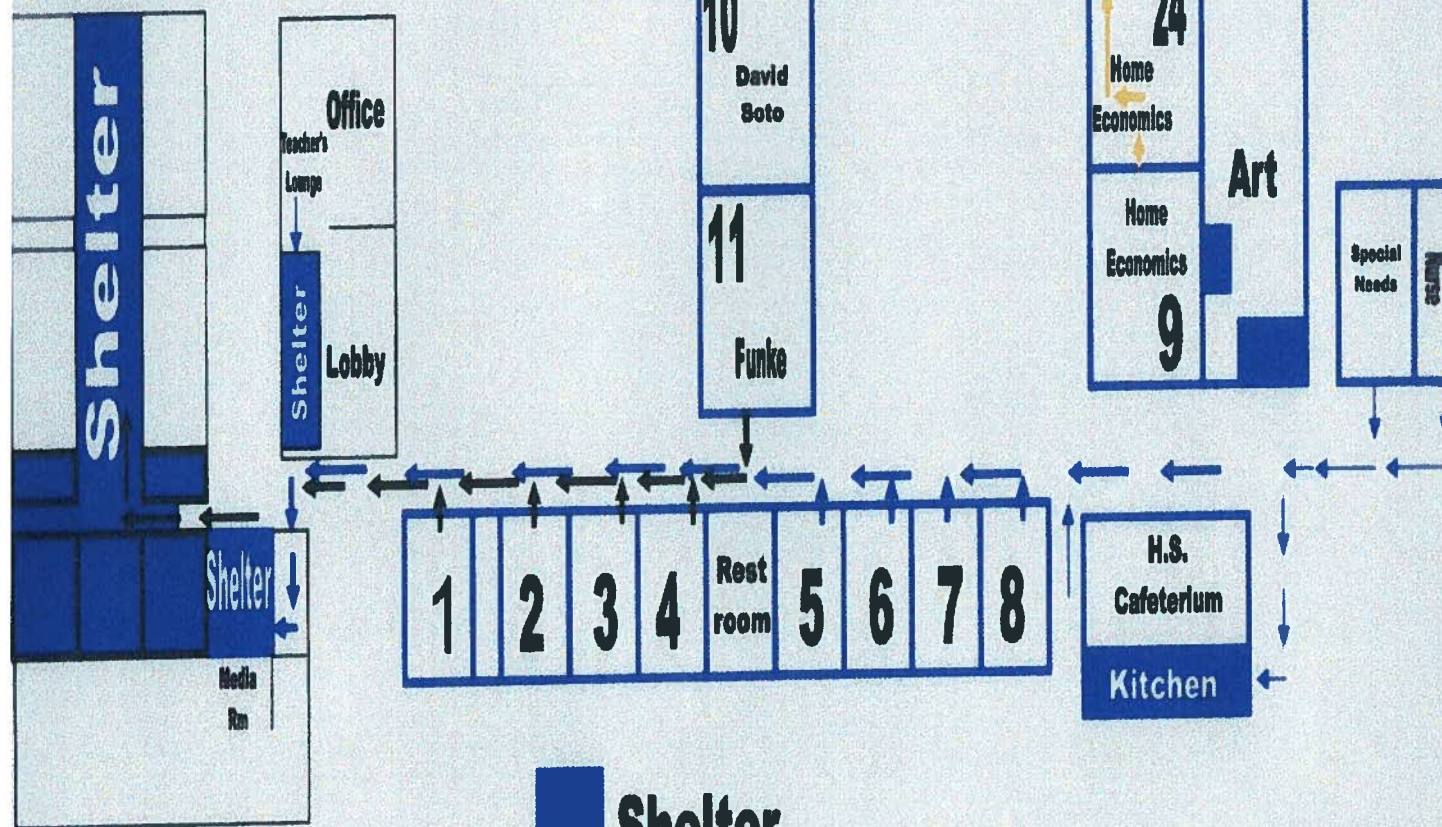 Shelter
Office
Teacher's
Lounge
Shelter
Lobby
Shelter
Media
Rm
10
David
Soto
11
Funke
1
2
3
4
Rest
room
5
6
7
8
24
Home
Economics
Home
Economics
9
Art
Special
Needs
Nurse
H.S.
Cafeterium
Kitchen
Shelter